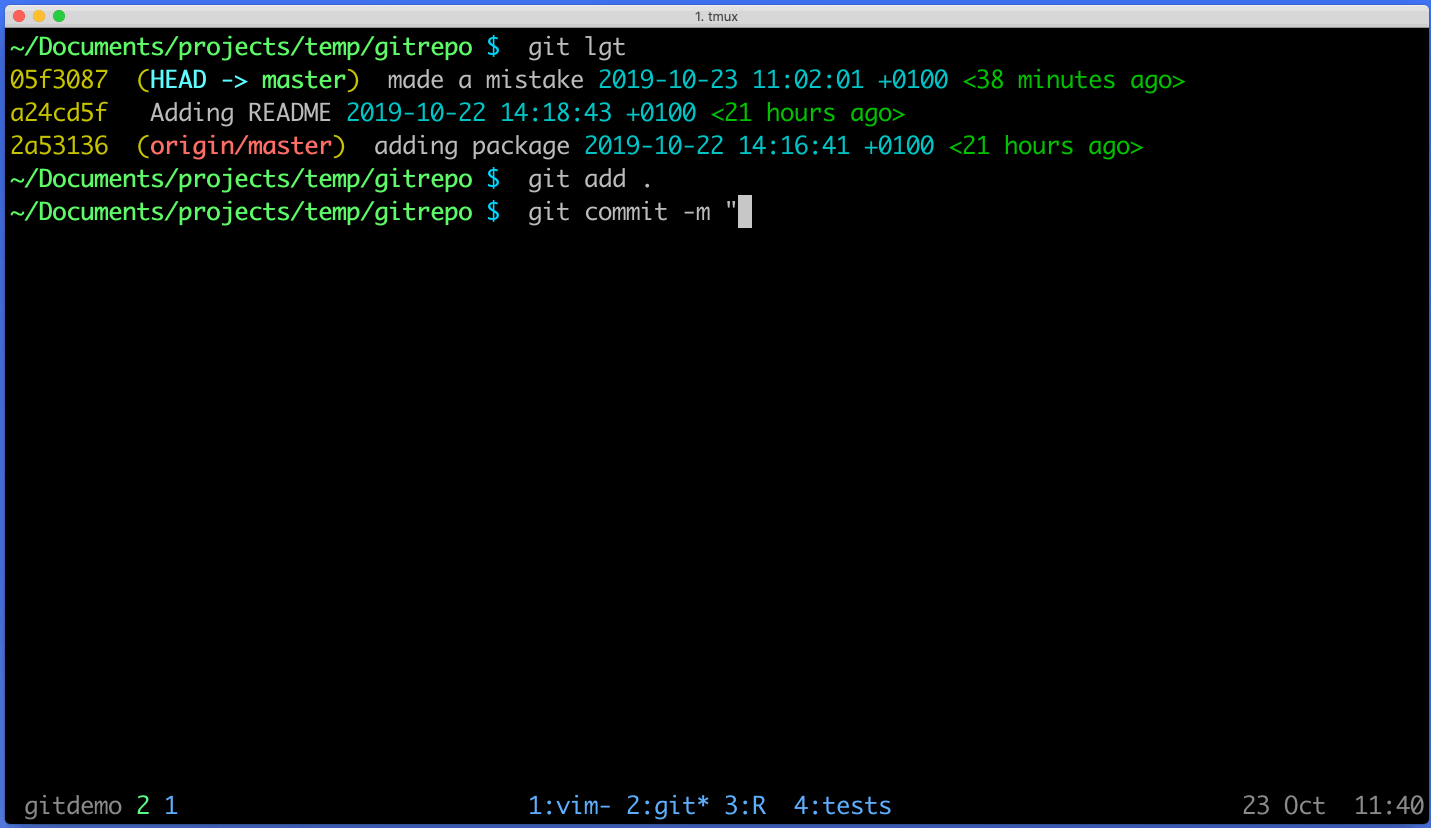 1. tmux
~/Documents/projects/temp/gitrepo $  git lgt
05f3087  (HEAD -> master)  made a mistake 2019-10-23 11:02:01 +0100 <38 minutes ago>
a24cd5f   Adding README 2019-10-22 14:18:43 +0100 <21 hours ago>
2a53136  (origin/master)  adding package 2019-10-22 14:16:41 +0100 <21 hours ago>
~/Documents/projects/temp/gitrepo $  git add .
~/Documents/projects/temp/gitrepo $  git commit -m "
gitdemo 2 1 1:vim- 2:git* 3:R  4:tests 23 Oct  11:40